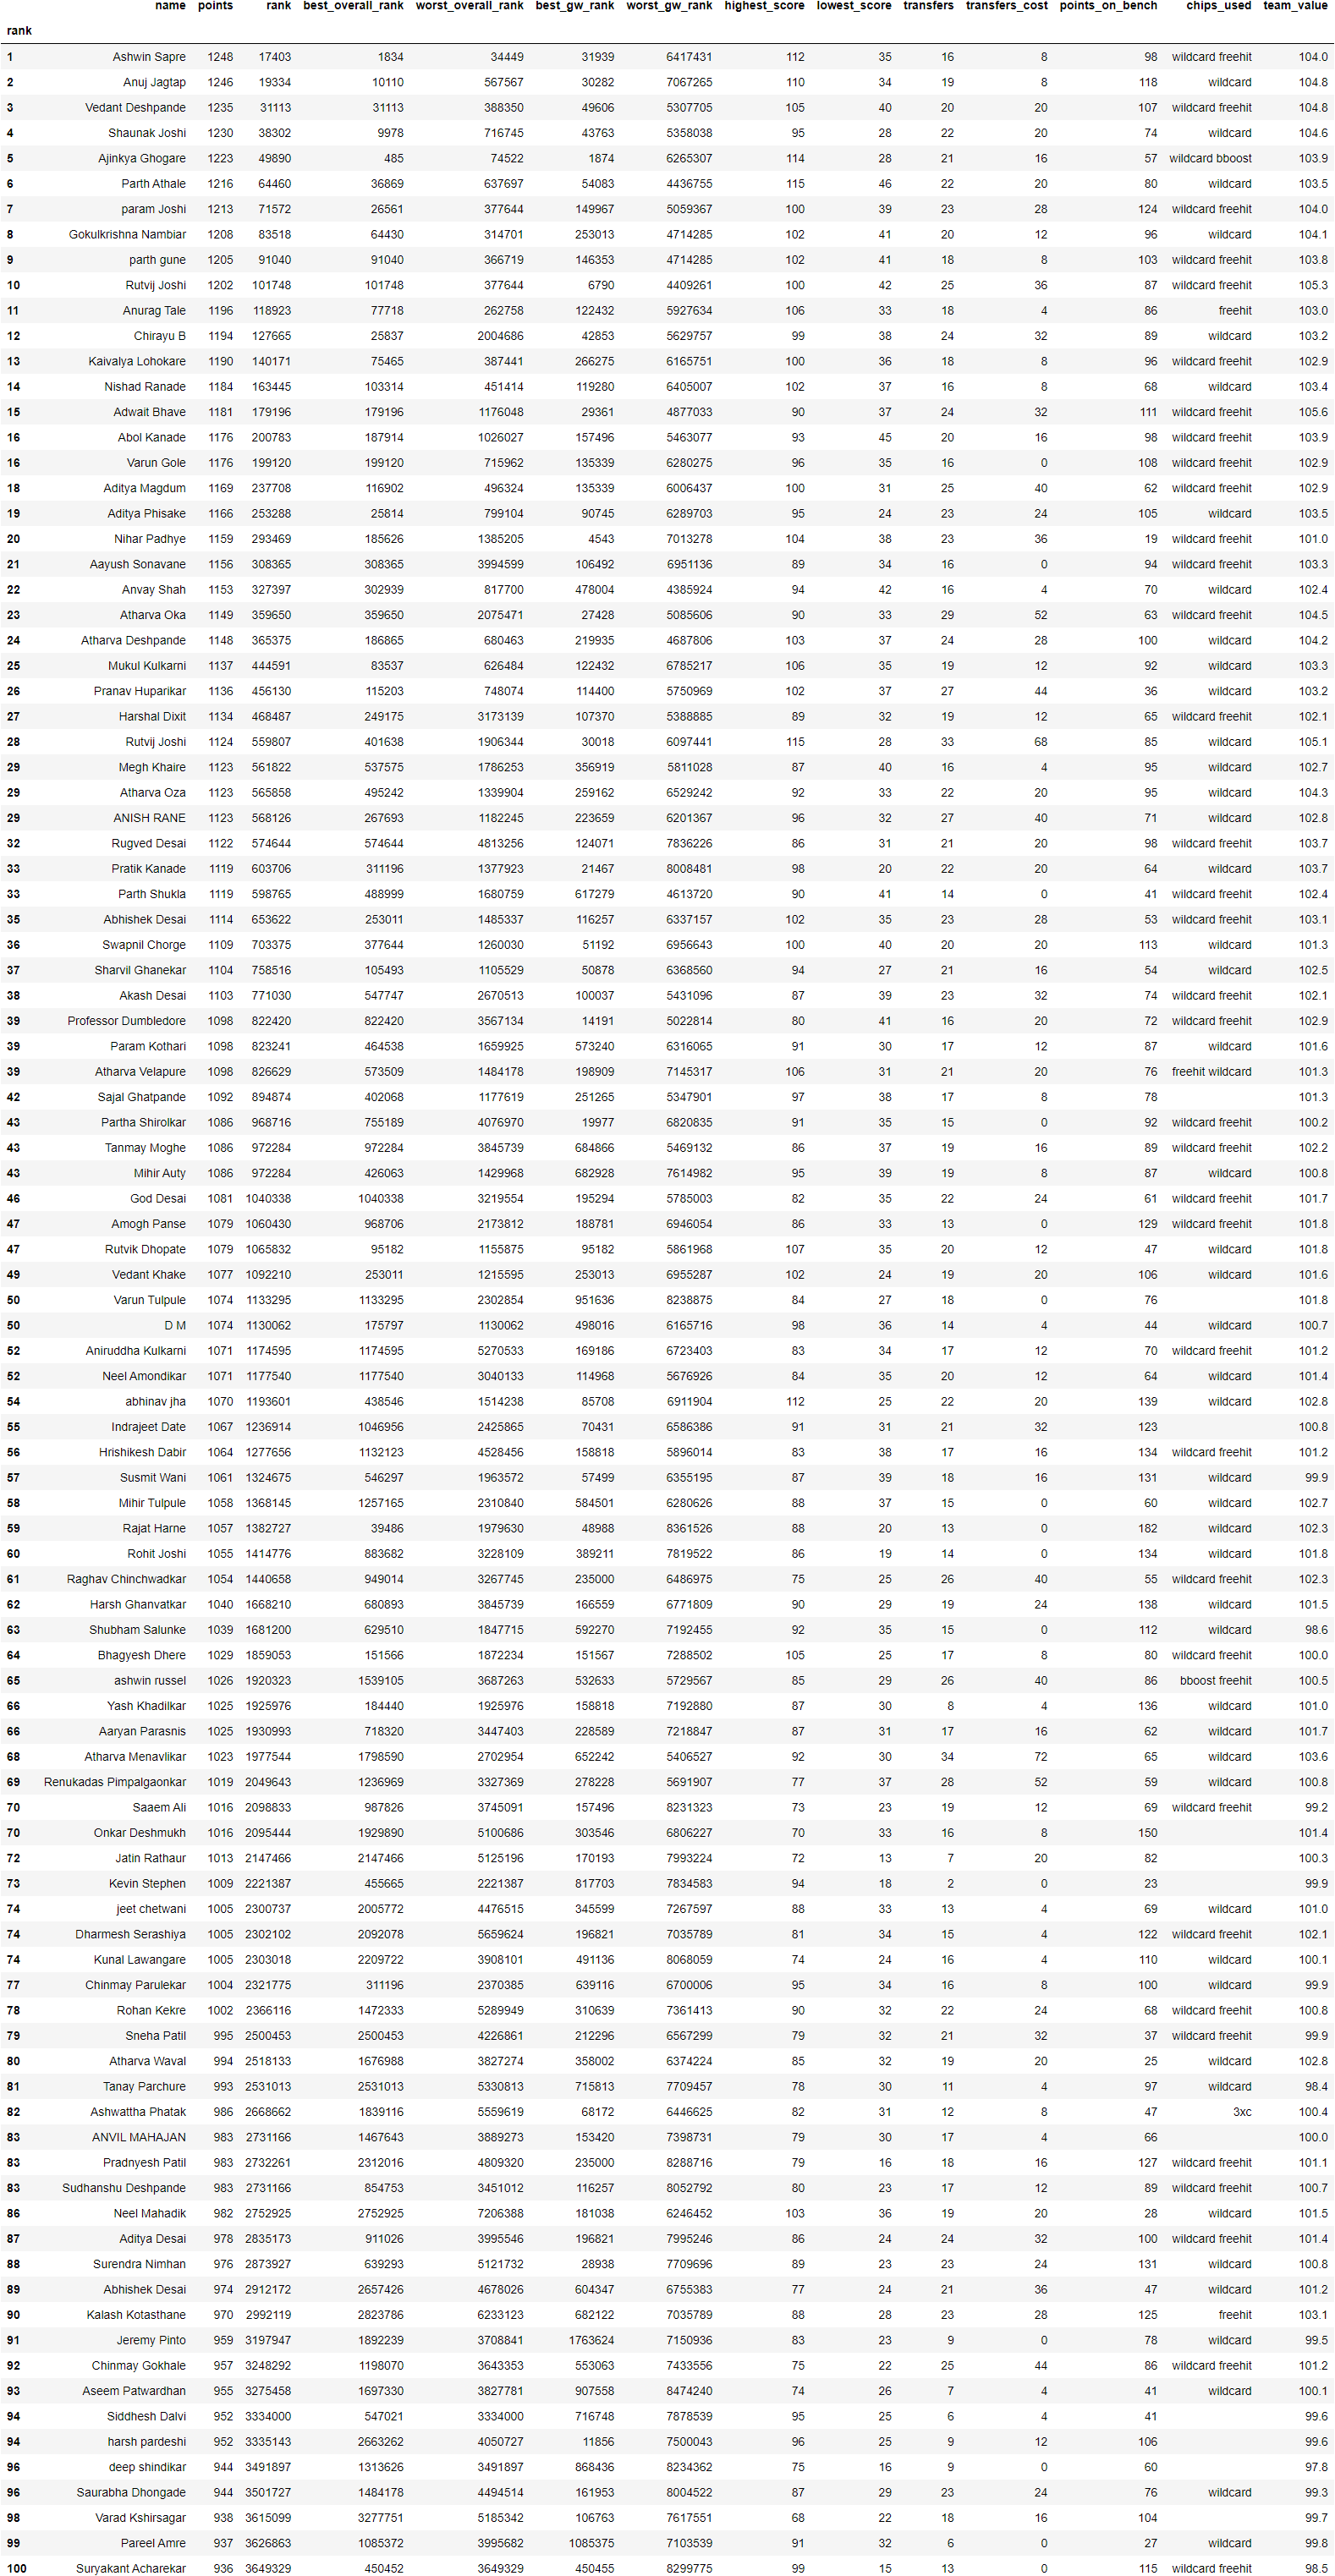 name points rank best_overall_rank worst_overall_rank best_gw_rank worst_gw_rank highest_score lowest_score transfers transfers_cost points_on_bench chips_used team_value
rank
1 Ashwin Sapre 1248 17403 1834 34449 31939 6417431 112 35 16 8 98 wildcard freehit 104.0
2 Anuj Jagtap 1246 19334 10110 567567 30282 7067265 110 34 19 8 118 wildcard 104.8
3 Vedant Deshpande 1235 31113 31113 388350 49606 5307705 105 40 20 20 107 wildcard freehit 104.8
4 Shaunak Joshi 1230 38302 9978 716745 43763 5358038 95 28 22 20 74 wildcard 104.6
5 Ajinkya Ghogare 1223 49890 485 74522 1874 6265307 114 28 21 16 57 wildcard bboost 103.9
6 Parth Athale 1216 64460 36869 637697 54083 4436755 115 46 22 20 80 wildcard 103.5
7 param Joshi 1213 71572 26561 377644 149967 5059367 100 39 23 28 124 wildcard freehit 104.0
8 Gokulkrishna Nambiar 1208 83518 64430 314701 253013 4714285 102 41 20 12 96 wildcard 104.1
9 parth gune 1205 91040 91040 366719 146353 4714285 102 41 18 8 103 wildcard freehit 103.8
10 Rutvij Joshi 1202 101748 101748 377644 6790 4409261 100 42 25 36 87 wildcard freehit 105.3
11 Anurag Tale 1196 118923 77718 262758 122432 5927634 106 33 18 4 86 freehit 103.0
12 Chirayu B 1194 127665 25837 2004686 42853 5629757 99 38 24 32 89 wildcard 103.2
13 Kaivalya Lohokare 1190 140171 75465 387441 266275 6165751 100 36 18 8 96 wildcard freehit 102.9
14 Nishad Ranade 1184 163445 103314 451414 119280 6405007 102 37 16 8 68 wildcard 103.4
15 Adwait Bhave 1181 179196 179196 1176048 29361 4877033 90 37 24 32 111 wildcard freehit 105.6
16 Abol Kanade 1176 200783 187914 1026027 157496 5463077 93 45 20 16 98 wildcard freehit 103.9
16 Varun Gole 1176 199120 199120 715962 135339 6280275 96 35 16 0 108 wildcard freehit 102.9
18 Aditya Magdum 1169 237708 116902 496324 135339 6006437 100 31 25 40 62 wildcard freehit 102.9
19 Aditya Phisake 1166 253288 25814 799104 90745 6289703 95 24 23 24 105 wildcard 103.5
20 Nihar Padhye 1159 293469 185626 1385205 4543 7013278 104 38 23 36 19 wildcard freehit 101.0
21 Aayush Sonavane 1156 308365 308365 3994599 106492 6951136 89 34 16 0 94 wildcard freehit 103.3
22 Anvay Shah 1153 327397 302939 817700 478004 4385924 94 42 16 4 70 wildcard 102.4
23 Atharva Oka 1149 359650 359650 2075471 27428 5085606 90 33 29 52 63 wildcard freehit 104.5
24 Atharva Deshpande 1148 365375 186865 680463 219935 4687806 103 37 24 28 100 wildcard 104.2
25 Mukul Kulkarni 1137 444591 83537 626484 122432 6785217 106 35 19 12 92 wildcard 103.3
26 Pranav Huparikar 1136 456130 115203 748074 114400 5750969 102 37 27 44 36 wildcard 103.2
27 Harshal Dixit 1134 468487 249175 3173139 107370 5388885 89 32 19 12 65 wildcard freehit 102.1
28 Rutvij Joshi 1124 559807 401638 1906344 30018 6097441 115 28 33 68 85 wildcard 105.1
29 Megh Khaire 1123 561822 537575 1786253 356919 5811028 87 40 16 4 95 wildcard 102.7
29 Atharva Oza 1123 565858 495242 1339904 259162 6529242 92 33 22 20 95 wildcard 104.3
29 ANISH RANE 1123 568126 267693 1182245 223659 6201367 96 32 27 40 71 wildcard 102.8
32 Rugved Desai 1122 574644 574644 4813256 124071 7836226 86 31 21 20 98 wildcard freehit 103.7
33 Pratik Kanade 1119 603706 311196 1377923 21467 8008481 98 20 22 20 64 wildcard 103.7
33 Parth Shukla 1119 598765 488999 1680759 617279 4613720 90 41 14 0 41 wildcard freehit 102.4
35 Abhishek Desai 1114 653622 253011 1485337 116257 6337157 102 35 23 28 53 wildcard freehit 103.1
36 Swapnil Chorge 1109 703375 377644 1260030 51192 6956643 100 40 20 20 113 wildcard 101.3
37 Sharvil Ghanekar 1104 758516 105493 1105529 50878 6368560 94 27 21 16 54 wildcard 102.5
38 Akash Desai 1103 771030 547747 2670513 100037 5431096 87 39 23 32 74 wildcard freehit 102.1
39 Professor Dumbledore 1098 822420 822420 3567134 14191 5022814 80 41 16 20 72 wildcard freehit 102.9
39 Param Kothari 1098 823241 464538 1659925 573240 6316065 91 30 17 12 87 wildcard 101.6
39 Atharva Velapure 1098 826629 573509 1484178 198909 7145317 106 31 21 20 76 freehit wildcard 101.3
42 Sajal Ghatpande 1092 894874 402068 1177619 251265 5347901 97 38 17 8 78 101.3
43 Partha Shirolkar 1086 968716 755189 4076970 19977 6820835 91 35 15 0 92 wildcard freehit 100.2
43 Tanmay Moghe 1086 972284 972284 3845739 684866 5469132 86 37 19 16 89 wildcard freehit 102.2
43 Mihir Auty 1086 972284 426063 1429968 682928 7614982 95 39 19 8 87 wildcard 100.8
46 God Desai 1081 1040338 1040338 3219554 195294 5785003 82 35 22 24 61 wildcard freehit 101.7
47 Amogh Panse 1079 1060430 968706 2173812 188781 6946054 86 33 13 0 129 wildcard freehit 101.8
47 Rutvik Dhopate 1079 1065832 95182 1155875 95182 5861968 107 35 20 12 47 wildcard 101.8
49 Vedant Khake 1077 1092210 253011 1215595 253013 6955287 102 24 19 20 106 wildcard 101.6
50 Varun Tulpule 1074 1133295 1133295 2302854 951636 8238875 84 27 18 0 76 101.8
50 D M 1074 1130062 175797 1130062 498016 6165716 98 36 14 4 44 wildcard 100.7
52 Aniruddha Kulkarni 1071 1174595 1174595 5270533 169186 6723403 83 34 17 12 70 wildcard freehit 101.2
52 Neel Amondikar 1071 1177540 1177540 3040133 114968 5676926 84 35 20 12 64 wildcard 101.4
54 abhinav jha 1070 1193601 438546 1514238 85708 6911904 112 25 22 20 139 wildcard 102.8
55 Indrajeet Date 1067 1236914 1046956 2425865 70431 6586386 91 31 21 32 123 100.8
56 Hrishikesh Dabir 1064 1277656 1132123 4528456 158818 5896014 83 38 17 16 134 wildcard freehit 101.2
57 Susmit Wani 1061 1324675 546297 1963572 57499 6355195 87 39 18 16 131 wildcard 99.9
58 Mihir Tulpule 1058 1368145 1257165 2310840 584501 6280626 88 37 15 0 60 wildcard 102.7
59 Rajat Harne 1057 1382727 39486 1979630 48988 8361526 88 20 13 0 182 wildcard 102.3
60 Rohit Joshi 1055 1414776 883682 3228109 389211 7819522 86 19 14 0 134 wildcard 101.8
61 Raghav Chinchwadkar 1054 1440658 949014 3267745 235000 6486975 75 25 26 40 55 wildcard freehit 102.3
62 Harsh Ghanvatkar 1040 1668210 680893 3845739 166559 6771809 90 29 19 24 138 wildcard 101.5
63 Shubham Salunke 1039 1681200 629510 1847715 592270 7192455 92 35 15 0 112 wildcard 98.6
64 Bhagyesh Dhere 1029 1859053 151566 1872234 151567 7288502 105 25 17 8 80 wildcard freehit 100.0
65 ashwin russel 1026 1920323 1539105 3687263 532633 5729567 85 29 26 40 86 bboost freehit 100.5
66 Yash Khadilkar 1025 1925976 184440 1925976 158818 7192880 87 30 8 4 136 wildcard 101.0
66 Aaryan Parasnis 1025 1930993 718320 3447403 228589 7218847 87 31 17 16 62 wildcard 101.7
68 Atharva Menavlikar 1023 1977544 1798590 2702954 652242 5406527 92 30 34 72 65 wildcard 103.6
69 Renukadas Pimpalgaonkar 1019 2049643 1236969 3327369 278228 5691907 77 37 28 52 59 wildcard 100.8
70 Saaem Ali 1016 2098833 987826 3745091 157496 8231323 73 23 19 12 69 wildcard freehit 99.2
70 Onkar Deshmukh 1016 2095444 1929890 5100686 303546 6806227 70 33 16 8 150 101.4
72 Jatin Rathaur 1013 2147466 2147466 5125196 170193 7993224 72 13 7 20 82 100.3
73 Kevin Stephen 1009 2221387 455665 2221387 817703 7834583 94 18 2 0 23 99.9
74 jeet chetwani 1005 2300737 2005772 4476515 345599 7267597 88 33 13 4 69 wildcard 101.0
74 Dharmesh Serashiya 1005 2302102 2092078 5659624 196821 7035789 81 34 15 4 122 wildcard freehit 102.1
74 Kunal Lawangare 1005 2303018 2209722 3908101 491136 8068059 74 24 16 4 110 wildcard 100.1
77 Chinmay Parulekar 1004 2321775 311196 2370385 639116 6700006 95 34 16 8 100 wildcard 99.9
78 Rohan Kekre 1002 2366116 1472333 5289949 310639 7361413 90 32 22 24 68 wildcard freehit 100.8
79 Sneha Patil 995 2500453 2500453 4226861 212296 6567299 79 32 21 32 37 wildcard freehit 99.9
80 Atharva Waval 994 2518133 1676988 3827274 358002 6374224 85 32 19 20 25 wildcard 102.8
81 Tanay Parchure 993 2531013 2531013 5330813 715813 7709457 78 30 11 4 97 wildcard 98.4
82 Ashwattha Phatak 986 2668662 1839116 5559619 68172 6446625 82 31 12 8 47 3xc 100.4
83 ANVIL MAHAJAN 983 2731166 1467643 3889273 153420 7398731 79 30 17 4 66 100.0
83 Pradnyesh Patil 983 2732261 2312016 4809320 235000 8288716 79 16 18 16 127 wildcard freehit 101.1
83 Sudhanshu Deshpande 983 2731166 854753 3451012 116257 8052792 80 23 17 12 89 wildcard freehit 100.7
86 Neel Mahadik 982 2752925 2752925 7206388 181038 6246452 103 36 19 20 28 wildcard 101.5
87 Aditya Desai 978 2835173 911026 3995546 196821 7995246 86 24 24 32 100 wildcard freehit 101.4
88 Surendra Nimhan 976 2873927 639293 5121732 28938 7709696 89 23 23 24 131 wildcard 100.8
89 Abhishek Desai 974 2912172 2657426 4678026 604347 6755383 77 24 21 36 47 wildcard 101.2
90 Kalash Kotasthane 970 2992119 2823786 6233123 682122 7035789 88 28 23 28 125 freehit 103.1
91 Jeremy Pinto 959 3197947 1892239 3708841 1763624 7150936 83 23 9 0 78 wildcard 99.5
92 Chinmay Gokhale 957 3248292 1198070 3643353 553063 7433556 75 22 25 44 86 wildcard freehit 101.2
93 Aseem Patwardhan 955 3275458 1697330 3827781 907558 8474240 74 26 7 4 41 wildcard 100.1
94 Siddhesh Dalvi 952 3334000 547021 3334000 716748 7878539 95 25 6 4 41 99.6
94 harsh pardeshi 952 3335143 2663262 4050727 11856 7500043 96 25 9 12 106 99.6
96 deep shindikar 944 3491897 1313626 3491897 868436 8234362 75 16 9 0 60 97.8
96 Saurabha Dhongade 944 3501727 1484178 4494514 161953 8004522 87 29 23 24 76 wildcard 99.3
98 Varad Kshirsagar 938 3615099 3277751 5185342 106763 7617551 68 22 18 16 104 99.7
99 Pareel Amre 937 3626863 1085372 3995682 1085375 7103539 91 32 6 0 27 wildcard 99.8
100 Suryakant Acharekar 936 3649329 450452 3649329 450455 8299775 99 15 13 0 115 wildcard freehit 98.5